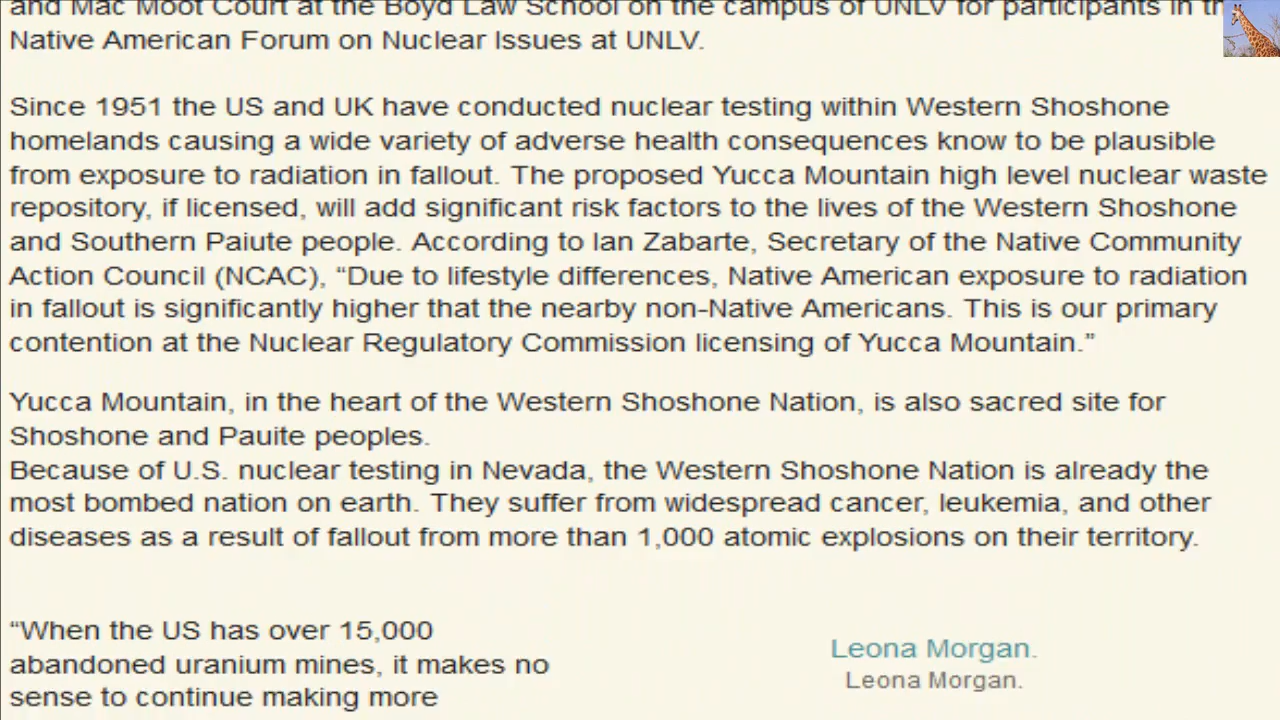 and Mac Moot Court at the Boyd Law School on the campus of UNLV for participants in
Native American Forum on Nuclear Issues at UNLV.
Since 1951 the US and UK have conducted nuclear testing within Western Shoshone
homelands causing a wide variety of adverse health consequences know to be plausible
from exposure to radiation in fallout. The proposed Yucca Mountain high level nuclear waste
repository, if licensed, will add significant risk factors to the lives of the Western Shoshone
and Southern Paiute people. According to Ian Zabarte, Secretary of the Native Community
Action Council (NCAC), “Due to lifestyle differences, Native American exposure to radiation
in fallout is significantly higher that the nearby non-Native Americans. This is our primary
contention at the Nuclear Regulatory Commission licensing of Yucca Mountain.”
Yucca Mountain, in the heart of the Western Shoshone Nation, is also sacred site for
Shoshone and Pauite peoples.
Because of U.S. nuclear testing in Nevada, the Western Shoshone Nation is already the
most bombed nation on earth. They suffer from widespread cancer, leukemia, and other
diseases as a result of fallout from more than 1,000 atomic explosions on their territory.
“When the US has over 15,000
abandoned uranium mines, it makes no
sense to continue making more
Leona Morgan.
Leona Morgan.